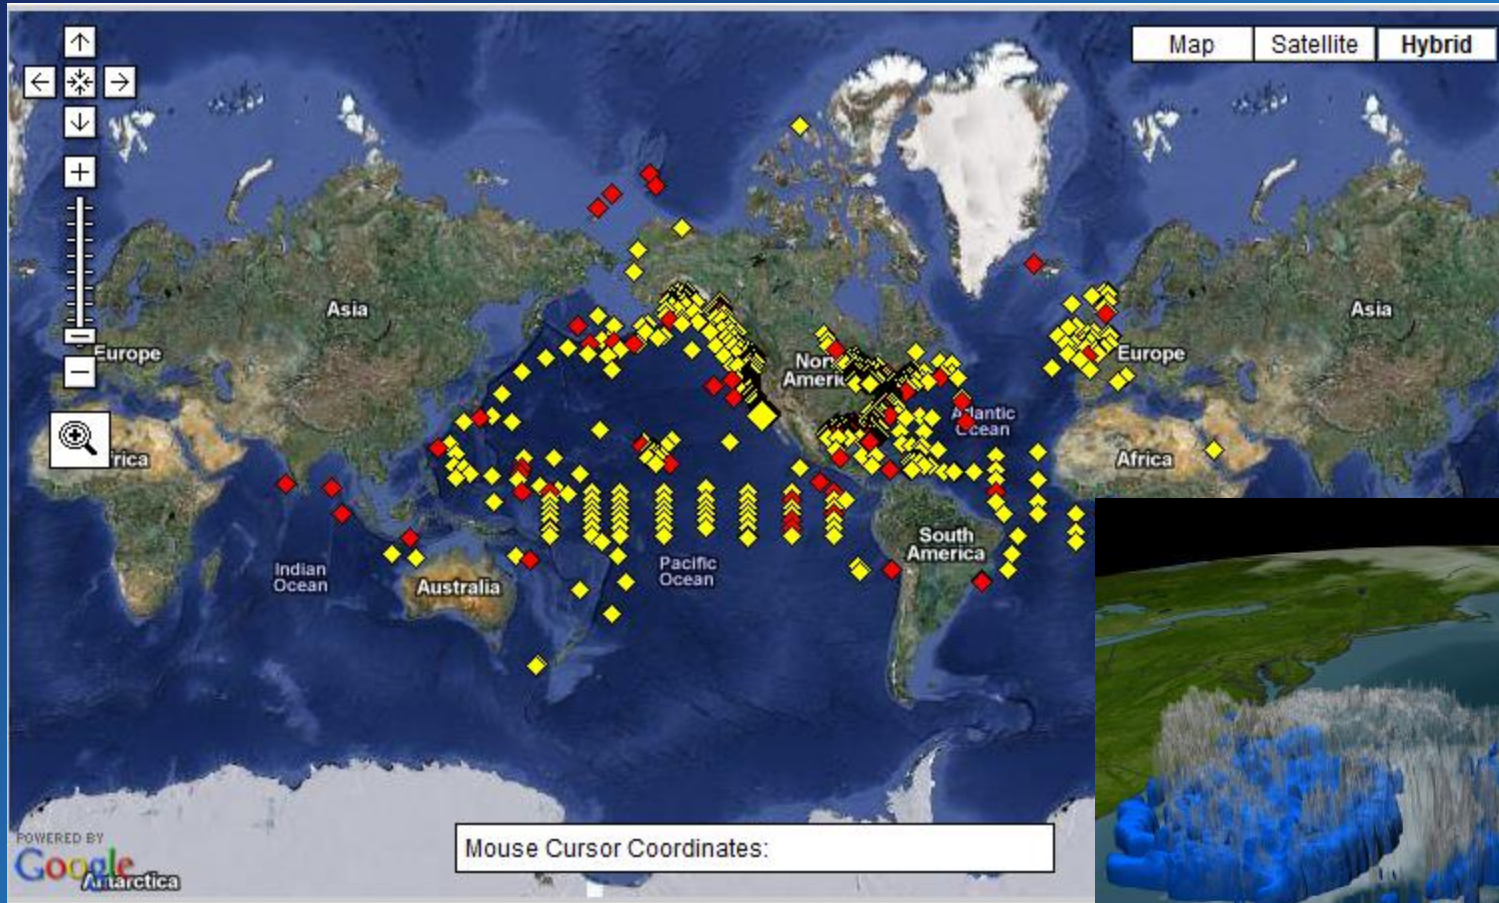 Map
Satellite
Hybrid
Asia
Asia
Europe
North
America
Europe
Atlantic
Ocean
Africa
Africa
South
America
Indian
Ocean
Pacific
Ocean
Australia
Mouse Cursor Coordinates:
POWERED BY
Google
Antarctica